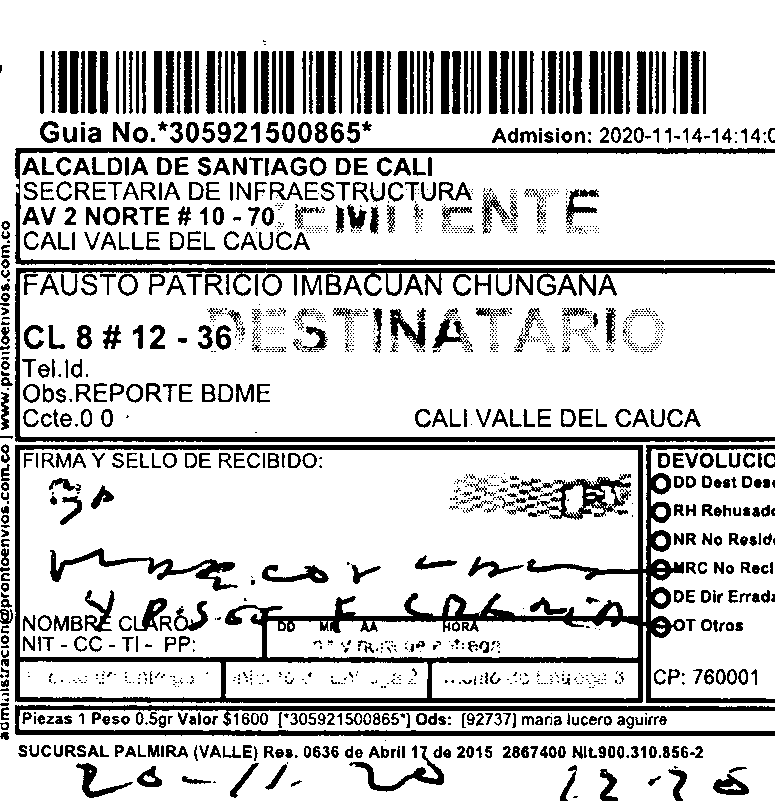 Guia No.*305921500865*
Admision: 2020-11-14-14:14:0
ALCALDIA DE SANTIAGO DE CALI
SECRETARIA DE INFRAESTRUCTURA
AV 2 NORTE # 10 - 70
REMITENTE
CALI VALLE DEL CAUCA
FAUSTO PATRICIO IMBACUAN CHUNGANA
DESTINATARIO
CL 8 # 12 - 36
Tel.Id.
Obs.REPORTE BDME
Ccte.0 0
CALI VALLE DEL CAUCA
FIRMA Y SELLO DE RECIBIDO:
NOMBRE CLARO:
NIT - CC - TI - PP:
DD MM AA HORA
DEVOLUCIO
DD Dest Desc
RH Rehusado
NR No Reside
MRC No Recl
DE Dir Errada
OT Otros
CP: 760001
Piezas 1 Peso 0.5gr Valor $1600 [*305921500865*] Ods: [92737] maria lucero aguirre
SUCURSAL PALMIRA (VALLE) Res. 0636 de Abril 17 de 2015 2867400 Nit.900.310.856-2
20-11-20
administracion@prontoenvios.com.co | www.prontoenvios.com.co